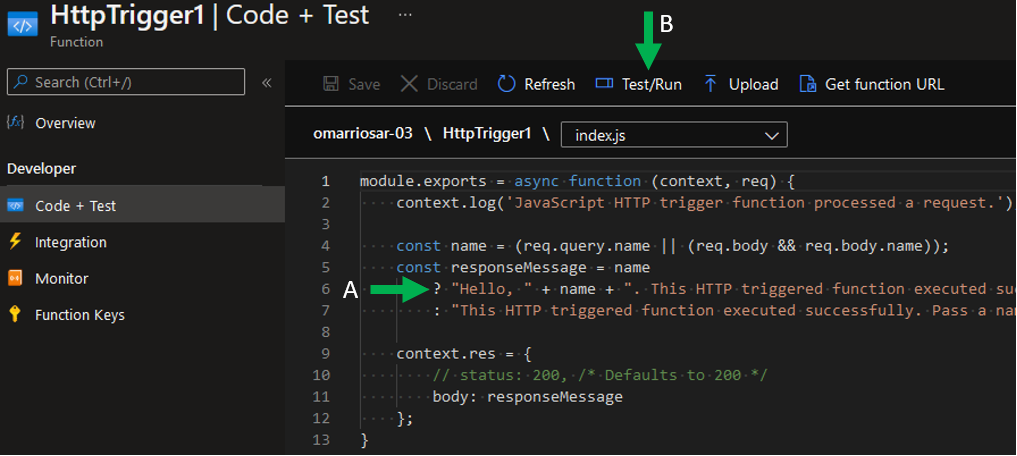 HttpTrigger1 | Code + Test ...
Function
B
Search (Ctrl+/) «
Save Discard Refresh Test/Run Upload Get function URL
{fx} Overview
omarriosar-03 \ HttpTrigger1 \ index.js
Developer
Code + Test
Integration
Monitor
Function Keys
1 module.exports = async function (context, req) {
2 context.log('JavaScript HTTP trigger function processed a request.')
3
4 const name = (req.query.name || (req.body && req.body.name));
5 const responseMessage = name
A
6 ? "Hello, " + name + ". This HTTP triggered function executed suc
7 : "This HTTP triggered function executed successfully. Pass a nam
8
9 context.res = {
10 // status: 200, /* Defaults to 200 */
11 body: responseMessage
12 };
13 }